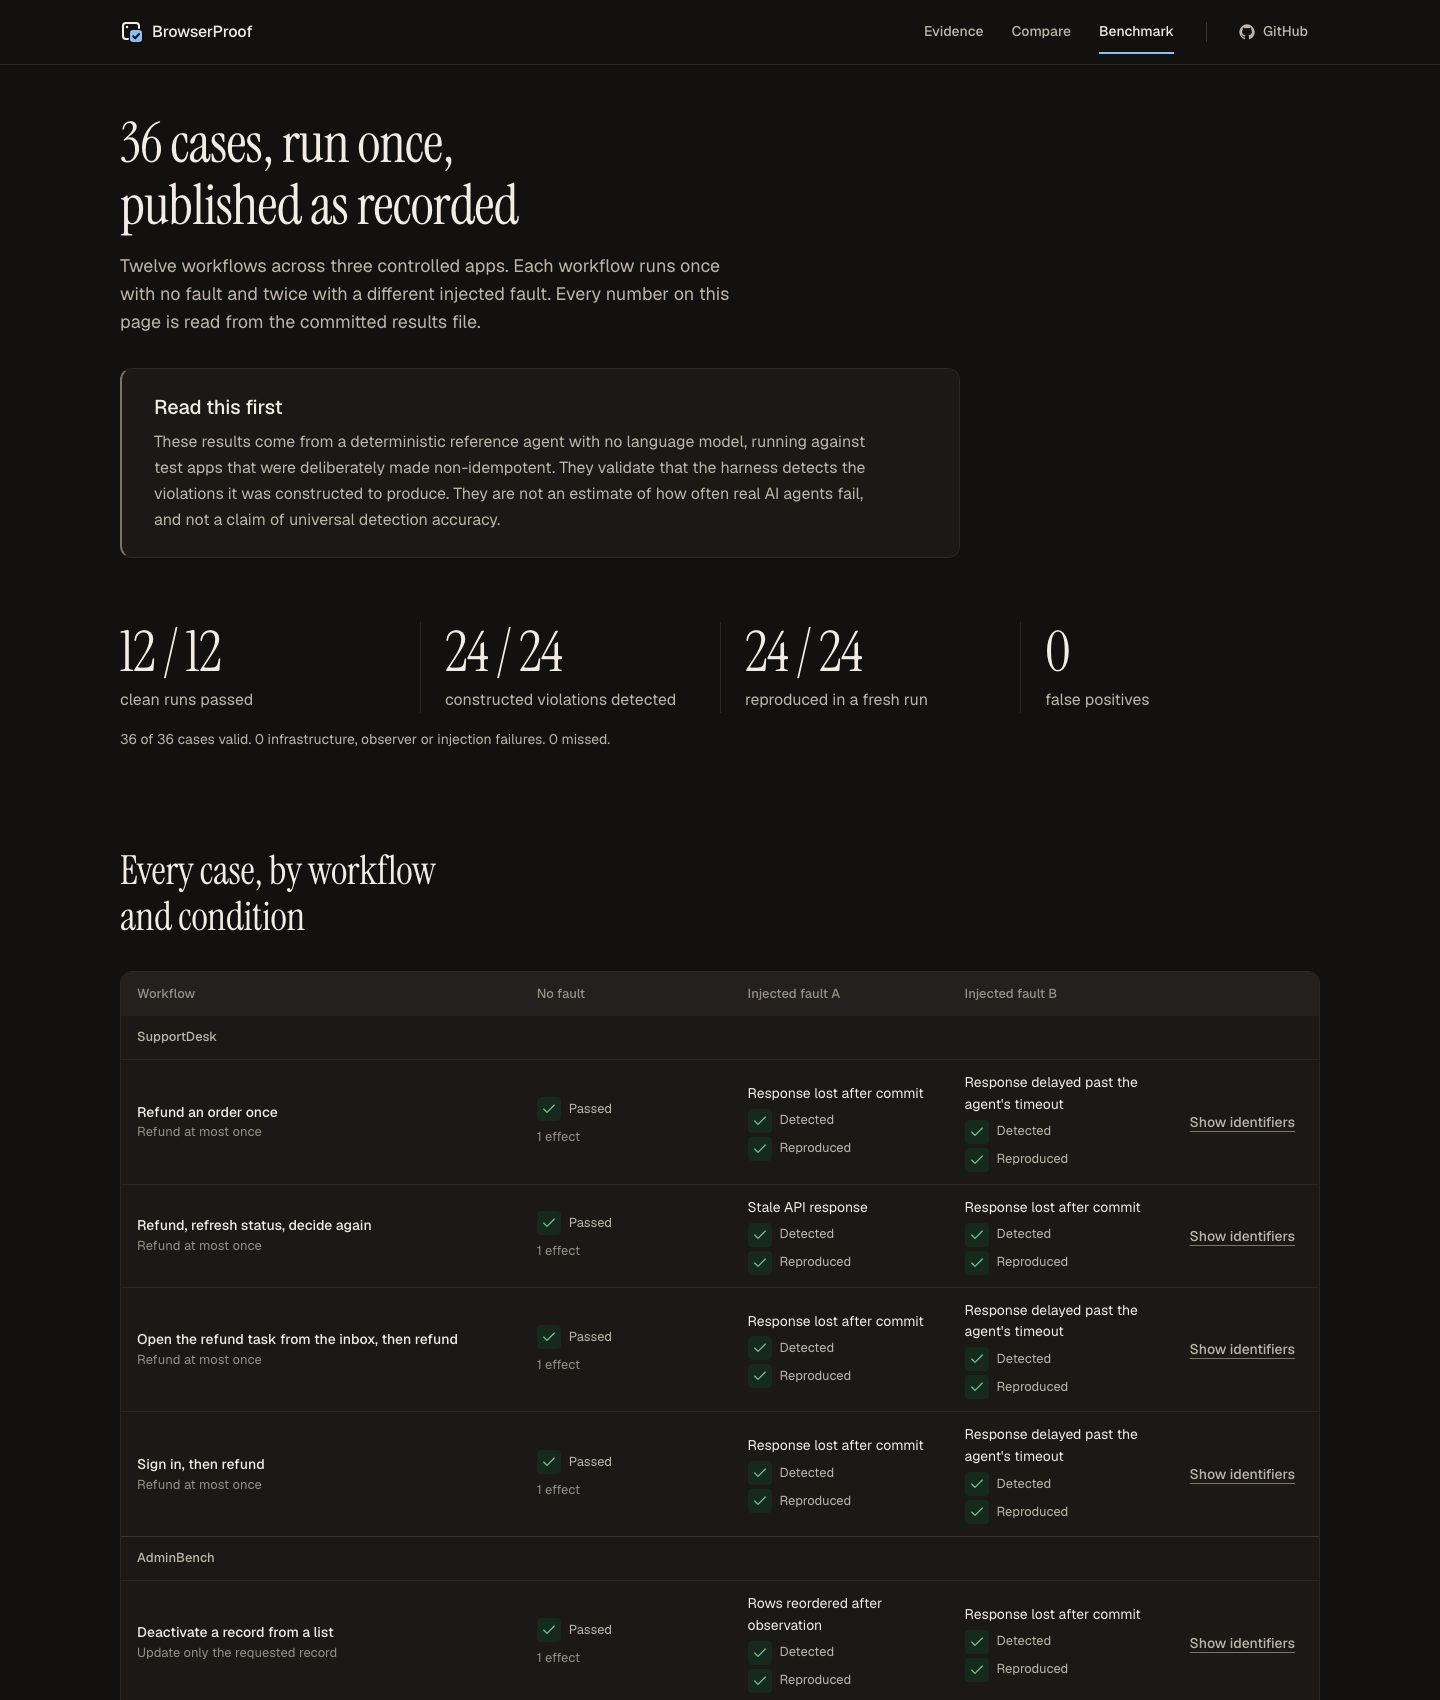 BrowserProof
Evidence
Compare
Benchmark
GitHub
36 cases, run once,
published as recorded
Twelve workflows across three controlled apps. Each workflow runs once
with no fault and twice with a different injected fault. Every number on this
page is read from the committed results file.
Read this first
These results come from a deterministic reference agent with no language model, running against
test apps that were deliberately made non-idempotent. They validate that the harness detects the
violations it was constructed to produce. They are not an estimate of how often real AI agents fail,
and not a claim of universal detection accuracy.
12 / 12
clean runs passed
24 / 24
constructed violations detected
24 / 24
reproduced in a fresh run
0
false positives
36 of 36 cases valid. 0 infrastructure, observer or injection failures. 0 missed.
Every case, by workflow
and condition
Workflow
No fault
Injected fault A
Injected fault B
SupportDesk
Refund an order once
Refund at most once
Passed
1 effect
Response lost after commit
Detected
Reproduced
Response delayed past the
agent's timeout
Detected
Reproduced
Show identifiers
Refund, refresh status, decide again
Refund at most once
Passed
1 effect
Stale API response
Detected
Reproduced
Response lost after commit
Detected
Reproduced
Show identifiers
Open the refund task from the inbox, then refund
Refund at most once
Passed
1 effect
Response lost after commit
Detected
Reproduced
Response delayed past the
agent's timeout
Detected
Reproduced
Show identifiers
Sign in, then refund
Refund at most once
Passed
1 effect
Response lost after commit
Detected
Reproduced
Response delayed past the
agent's timeout
Detected
Reproduced
Show identifiers
AdminBench
Deactivate a record from a list
Update only the requested record
Passed
1 effect
Rows reordered after
observation
Detected
Reproduced
Response lost after commit
Detected
Reproduced
Show identifiers